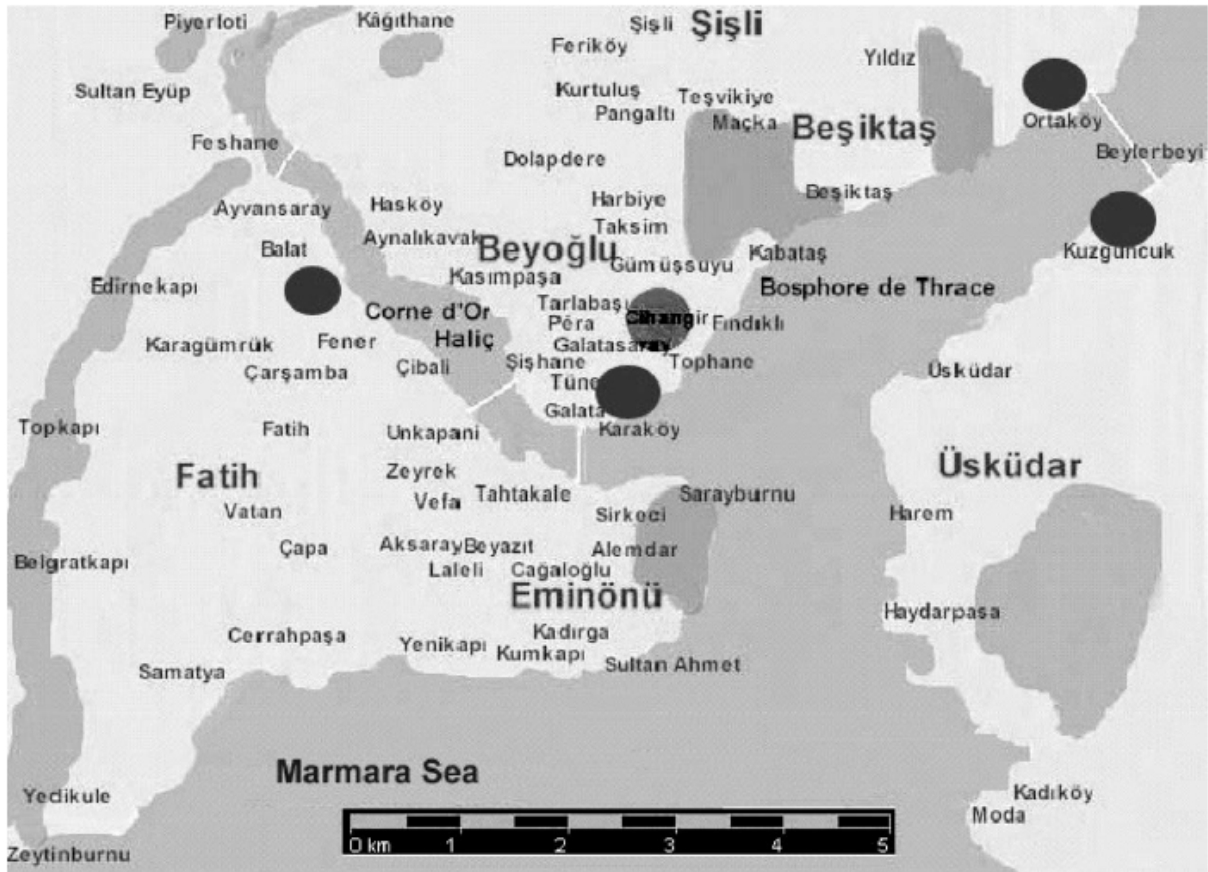 Piyerloti
Kâğıthane
Şişli
Şişli
Feriköy
Yıldız
Sultan Eyüp
Kurtuluş
Teşvikiye
Pangaltı
Maçka
Beşiktaş
Ortaköy
Feshane
Dolapdere
Beylerbeyi
Ayvansaray
Hasköy
Harbiye
Beşiktaş
Taksim
Balat
Aynalıkavak
Beyoğlu
Kabataş
Kuzguncuk
Gümüşsuyu
Edirnekapı
Kasımpaşa
Bosphore de Thrace
Corne d'Or
Tarlabaşı
Cihangir
Fındıklı
Péra
Haliç
Karagümrük
Fener
Galatasaray
Çarşamba
Çibali
Şişhane
Tophane
Üsküdar
Tüne
Galata
Topkapı
Fatih
Unkapani
Karaköy
Fatih
Zeyrek
Üsküdar
Vefa
Tahtakale
Sarayburnu
Vatan
Sirkeci
Harem
Çapa
Aksaray
Beyazıt
Alemdar
Belgratkapı
Laleli
Cağaloğlu
Eminönü
Haydarpaşa
Cerrahpaşa
Yenikapı
Kadırga
Kumkapı
Sultan Ahmet
Samatya
Marmara Sea
Yedikule
Kadıköy
Moda
0 km 1 2 3 4 5
Zeytinburnu